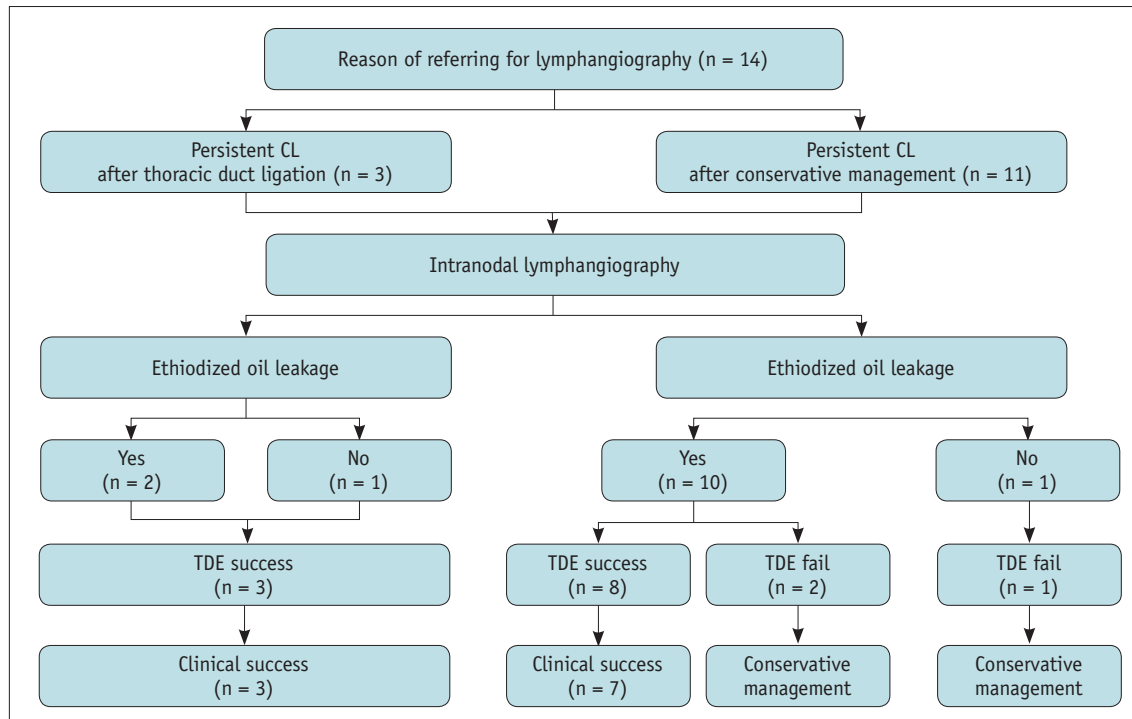 Reason of referring for lymphangiography (n = 14)
Persistent CL
after thoracic duct ligation (n = 3)
Persistent CL
after conservative management (n = 11)
Intranodal lymphangiography
Ethiodized oil leakage
Ethiodized oil leakage
Yes
(n = 2)
No
(n = 1)
Yes
(n = 10)
No
(n = 1)
TDE success
(n = 3)
TDE success
(n = 8)
TDE fail
(n = 2)
TDE fail
(n = 1)
Clinical success
(n = 3)
Clinical success
(n = 7)
Conservative
management
Conservative
management